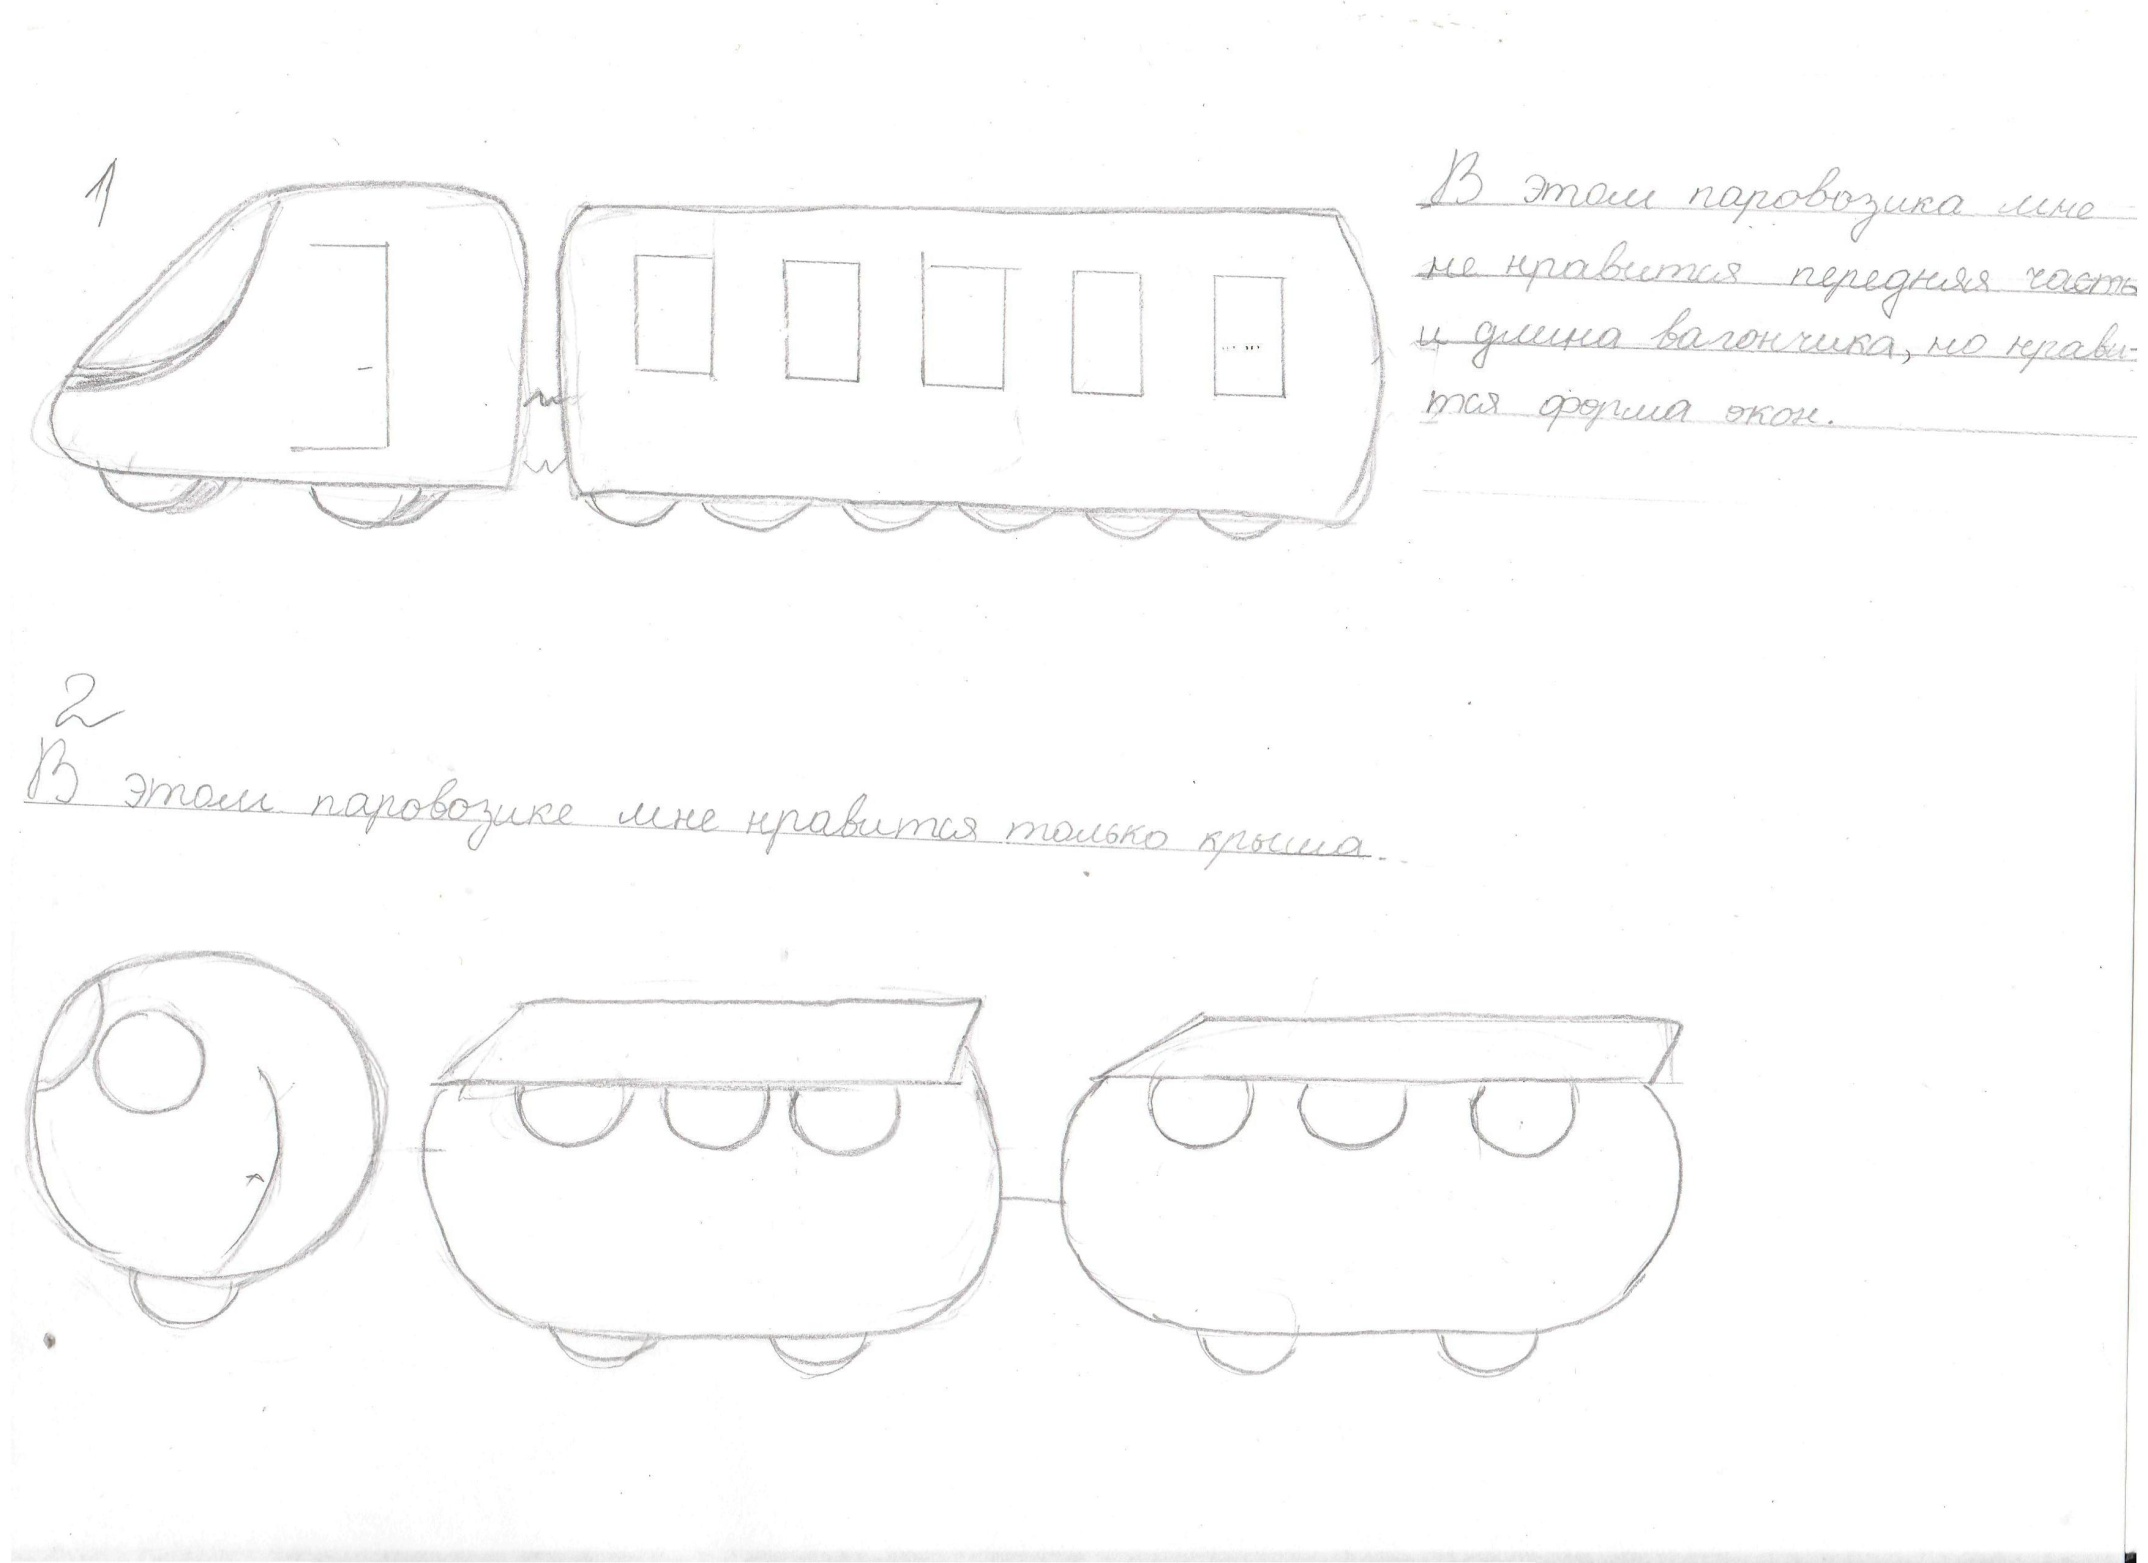 1
В этом паровозика мне
не нравится передняя часть
и длина вагончика, но нрави-
тся форма окон.
2
В этом паровозике мне нравится только крыша.